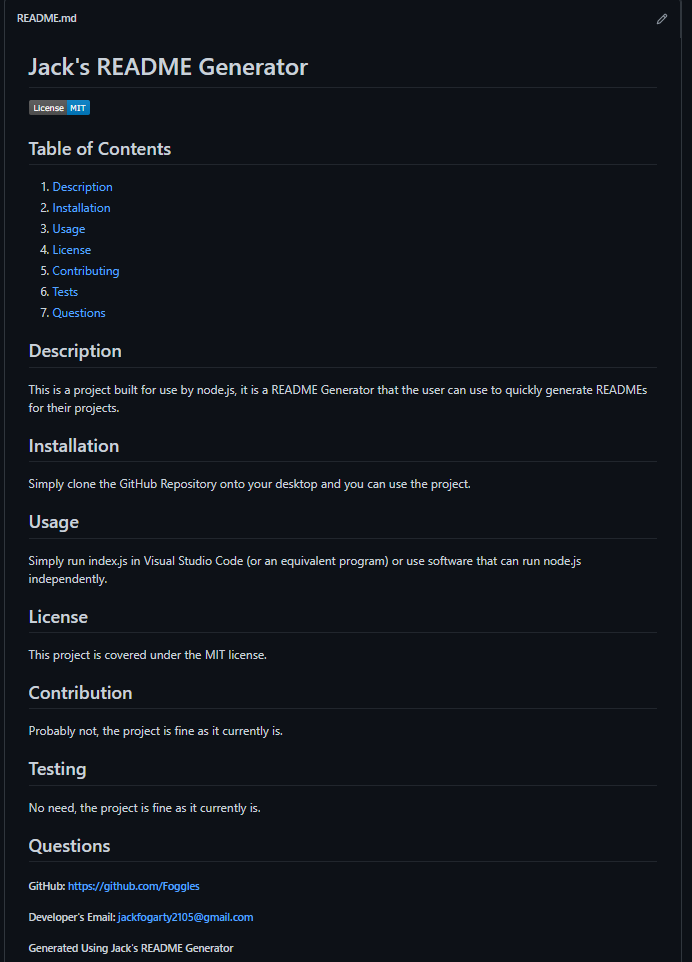 README.md
Jack's README Generator
License MIT
Table of Contents
1. Description
2. Installation
3. Usage
4. License
5. Contributing
6. Tests
7. Questions
Description
This is a project built for use by node.js, it is a README Generator that the user can use to quickly generate READMEs
for their projects.
Installation
Simply clone the GitHub Repository onto your desktop and you can use the project.
Usage
Simply run index.js in Visual Studio Code (or an equivalent program) or use software that can run node.js
independently.
License
This project is covered under the MIT license.
Contribution
Probably not, the project is fine as it currently is.
Testing
No need, the project is fine as it currently is.
Questions
GitHub: https://github.com/Foggles
Developer's Email: jackfogarty2105@gmail.com
Generated Using Jack's README Generator